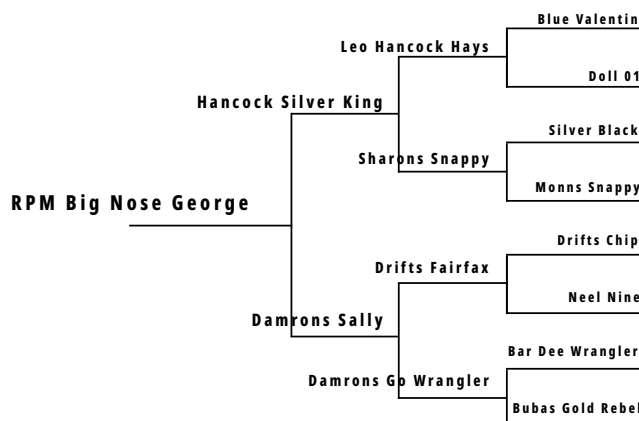 Blue Valentin
Leo Hancock Hays
Doll 01
Hancock Silver King
Silver Black
Sharons Snappy
Monns Snappy
RPM Big Nose George
Drifts Chip
Drifts Fairfax
Neel Nine
Damrons Sally
Bar Dee Wrangler
Damrons Go Wrangler
Bubas Gold Rebel